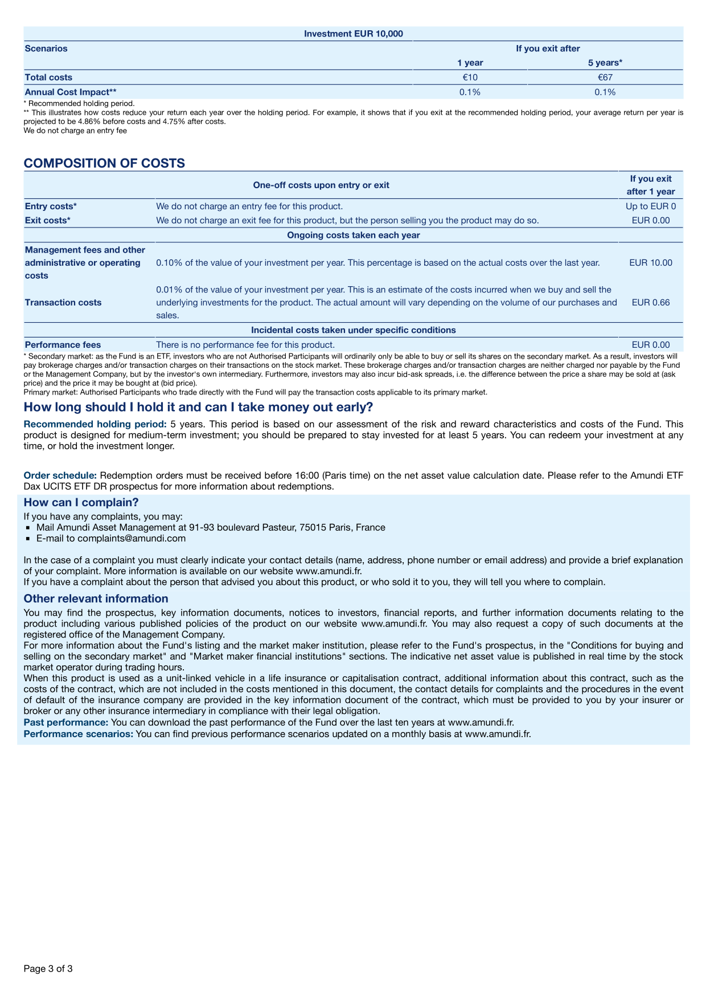 Investment EUR 10,000
Scenarios If you exit after
1 year 5 years*
Total costs €10 €67
Annual Cost Impact** 0.1% 0.1%
* Recommended holding period.
** This illustrates how costs reduce your return each year over the holding period. For example, it shows that if you exit at the recommended holding period, your average return per year is
projected to be 4.86% before costs and 4.75% after costs.
We do not charge an entry fee
COMPOSITION OF COSTS
One-off costs upon entry or exit If you exit
after 1 year
Entry costs* We do not charge an entry fee for this product. Up to EUR 0
Exit costs* We do not charge an exit fee for this product, but the person selling you the product may do so. EUR 0.00
Ongoing costs taken each year
Management fees and other
administrative or operating 0.10% of the value of your investment per year. This percentage is based on the actual costs over the last year. EUR 10.00
costs
0.01% of the value of your investment per year. This is an estimate of the costs incurred when we buy and sell the
Transaction costs underlying investments for the product. The actual amount will vary depending on the volume of our purchases and EUR 0.66
sales.
Incidental costs taken under specific conditions
Performance fees There is no performance fee for this product. EUR 0.00
* Secondary market: as the Fund is an ETF, investors who are not Authorised Participants will ordinarily only be able to buy or sell its shares on the secondary market. As a result, investors will
pay brokerage charges and/or transaction charges on their transactions on the stock market. These brokerage charges and/or transaction charges are neither charged nor payable by the Fund
or the Management Company, but by the investor's own intermediary. Furthermore, investors may also incur bid-ask spreads, i.e. the difference between the price a share may be sold at (ask
price) and the price it may be bought at (bid price).
Primary market: Authorised Participants who trade directly with the Fund will pay the transaction costs applicable to its primary market.
How long should I hold it and can I take money out early?
Recommended holding period: 5 years. This period is based on our assessment of the risk and reward characteristics and costs of the Fund. This
product is designed for medium-term investment; you should be prepared to stay invested for at least 5 years. You can redeem your investment at any
time, or hold the investment longer.
Order schedule: Redemption orders must be received before 16:00 (Paris time) on the net asset value calculation date. Please refer to the Amundi ETF
Dax UCITS ETF DR prospectus for more information about redemptions.
How can I complain?
If you have any complaints, you may:
▪ Mail Amundi Asset Management at 91-93 boulevard Pasteur, 75015 Paris, France
▪ E-mail to complaints@amundi.com
In the case of a complaint you must clearly indicate your contact details (name, address, phone number or email address) and provide a brief explanation
of your complaint. More information is available on our website www.amundi.fr.
If you have a complaint about the person that advised you about this product, or who sold it to you, they will tell you where to complain.
Other relevant information
You may find the prospectus, key information documents, notices to investors, financial reports, and further information documents relating to the
product including various published policies of the product on our website www.amundi.fr. You may also request a copy of such documents at the
registered office of the Management Company.
For more information about the Fund's listing and the market maker institution, please refer to the Fund's prospectus, in the "Conditions for buying and
selling on the secondary market" and "Market maker financial institutions" sections. The indicative net asset value is published in real time by the stock
market operator during trading hours.
When this product is used as a unit-linked vehicle in a life insurance or capitalisation contract, additional information about this contract, such as the
costs of the contract, which are not included in the costs mentioned in this document, the contact details for complaints and the procedures in the event
of default of the insurance company are provided in the key information document of the contract, which must be provided to you by your insurer or
broker or any other insurance intermediary in compliance with their legal obligation.
Past performance: You can download the past performance of the Fund over the last ten years at www.amundi.fr.
Performance scenarios: You can find previous performance scenarios updated on a monthly basis at www.amundi.fr.
Page 3 of 3